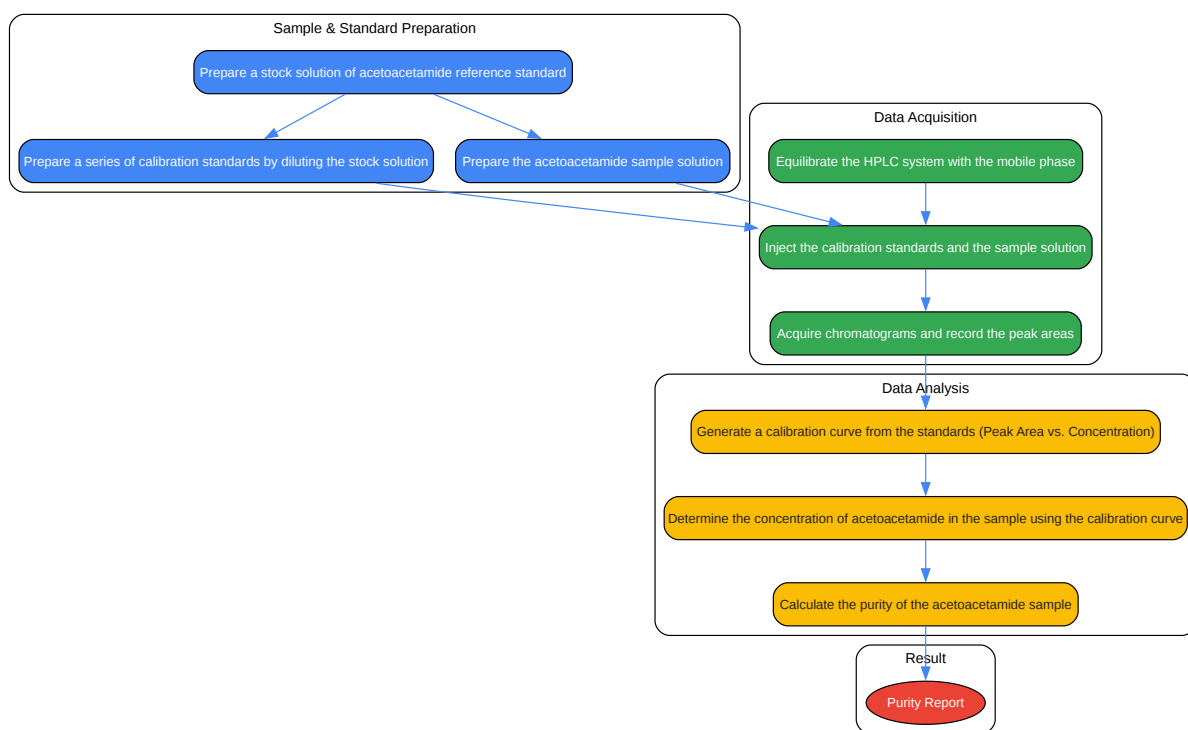 Sample & Standard Preparation
Prepare a stock solution of acetoacetamide reference standard
Prepare a series of calibration standards by diluting the stock solution
Prepare the acetoacetamide sample solution
Data Acquisition
Equilibrate the HPLC system with the mobile phase
Inject the calibration standards and the sample solution
Acquire chromatograms and record the peak areas
Data Analysis
Generate a calibration curve from the standards (Peak Area vs. Concentration)
Determine the concentration of acetoacetamide in the sample using the calibration curve
Calculate the purity of the acetoacetamide sample
Result
Purity Report